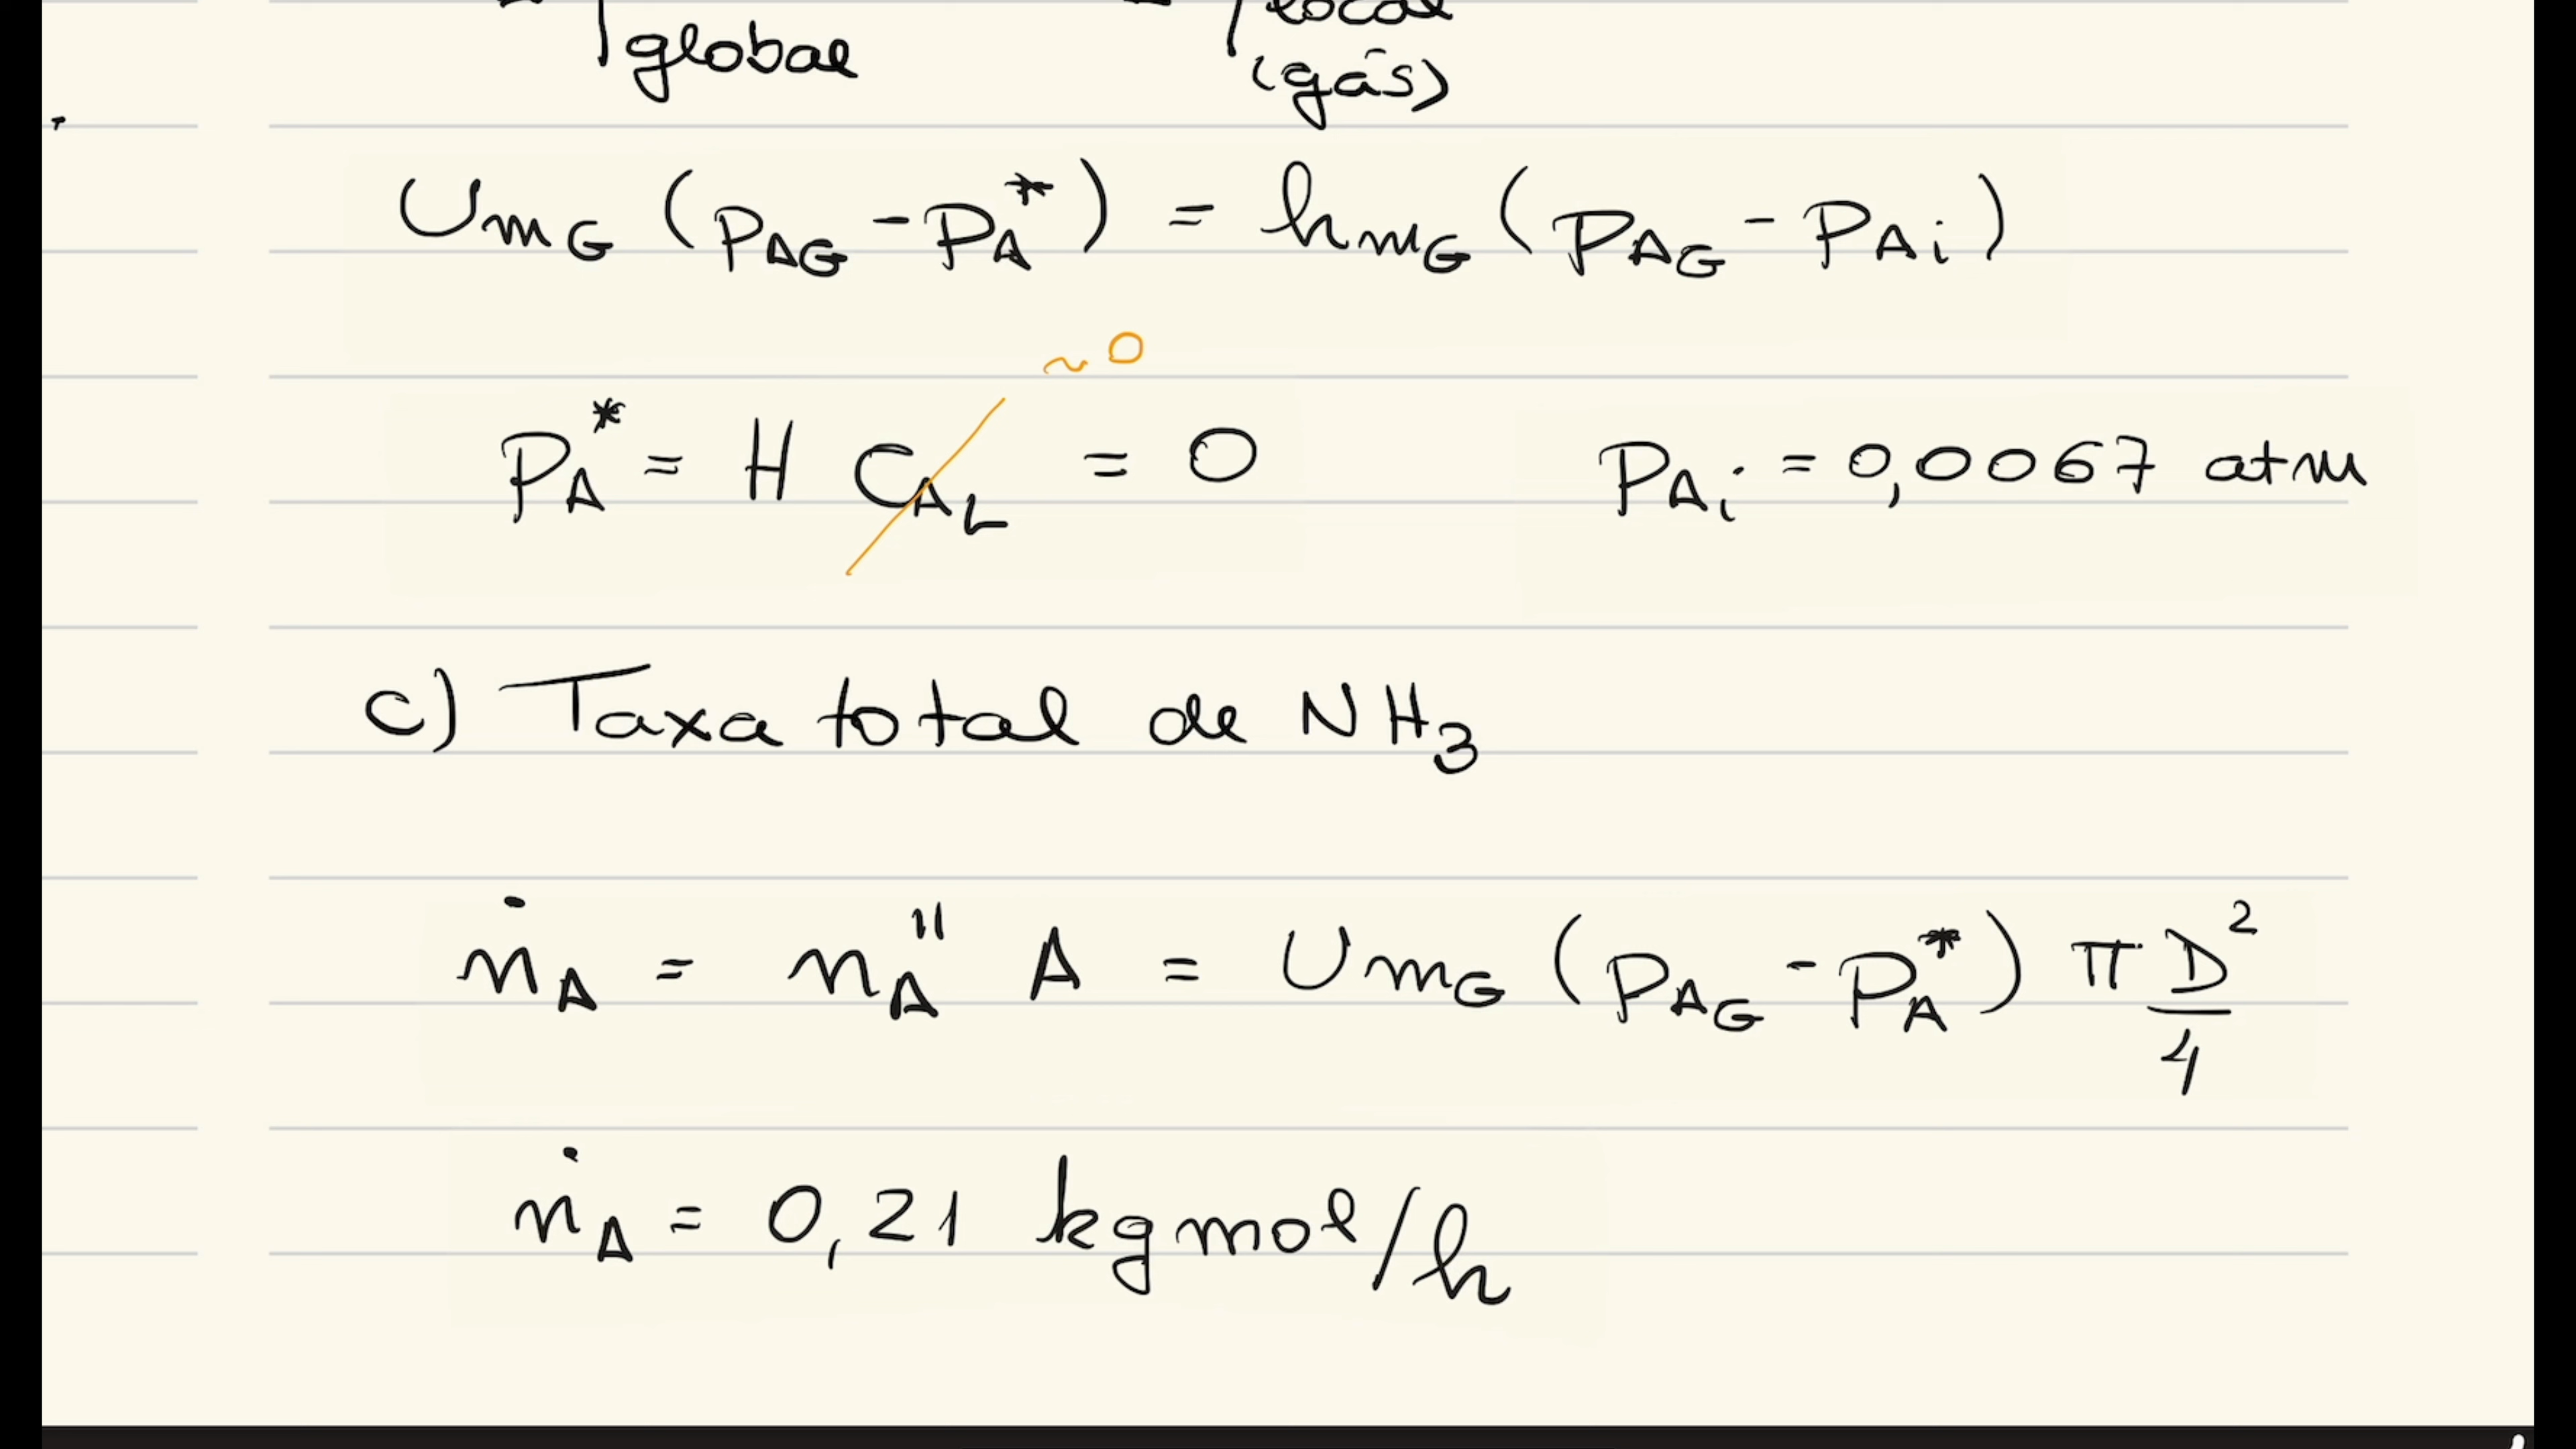 global local
(gás)
U_mG (P_AG - P_A*) = h_mG (P_AG - P_Ai)
~0
P_A* = H C_AL = 0 P_Ai = 0,0067 atm
c) Taxa total de NH₃
ṅ_A = n_A'' A = U_mG (P_AG - P_A*) π D²/4
ṅ_A = 0,21 kgmol/h